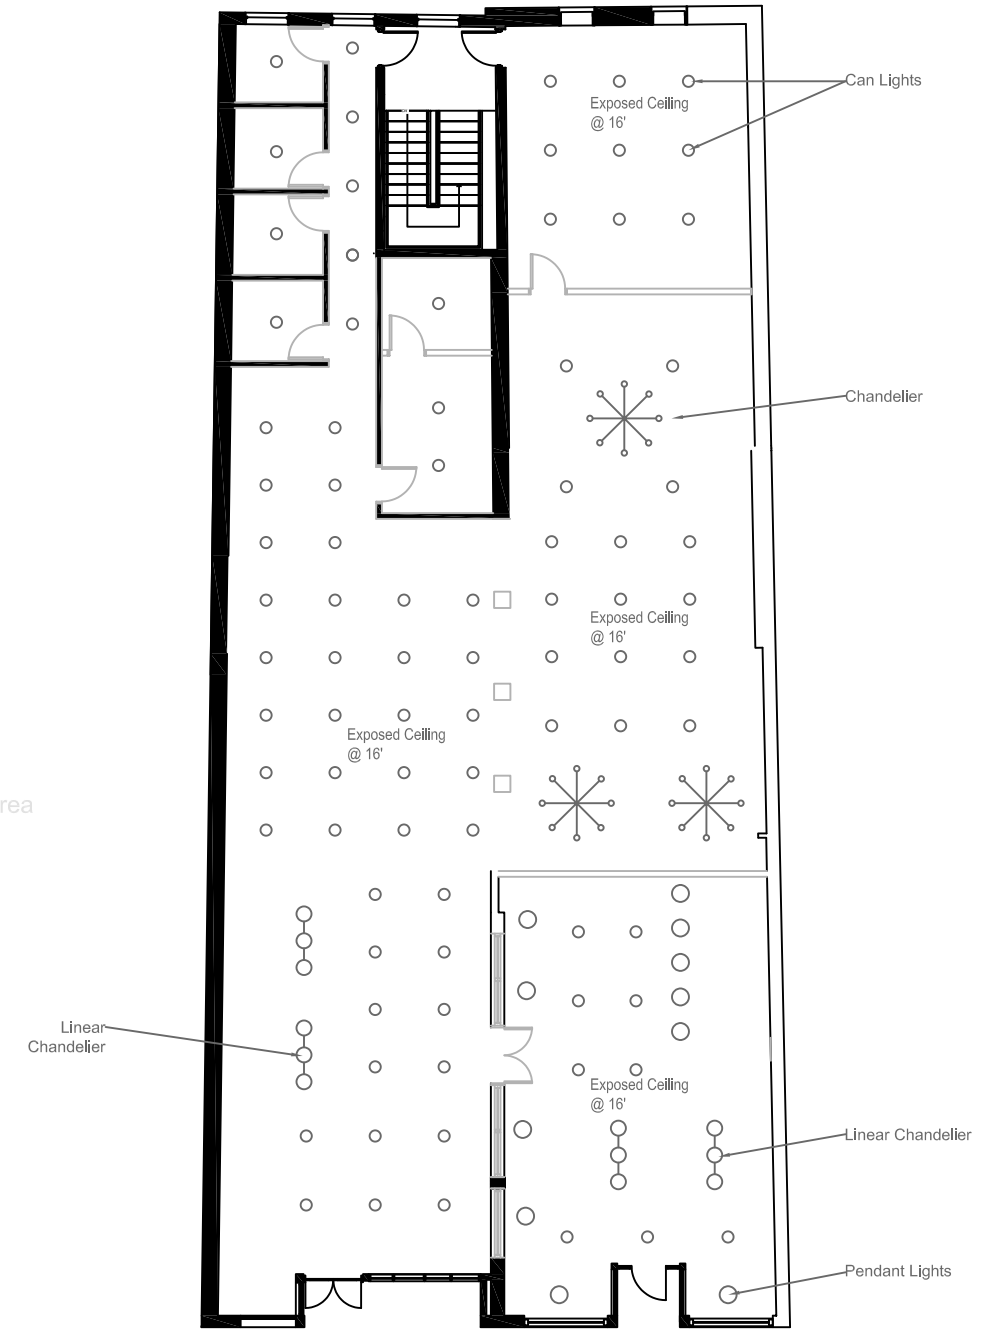 Can Lights
Exposed Ceiling
@ 16'
Chandelier
Exposed Ceiling
@ 16'
Exposed Ceiling
@ 16'
rea
Linear
Chandelier
Exposed Ceiling
@ 16'
Linear Chandelier
Pendant Lights